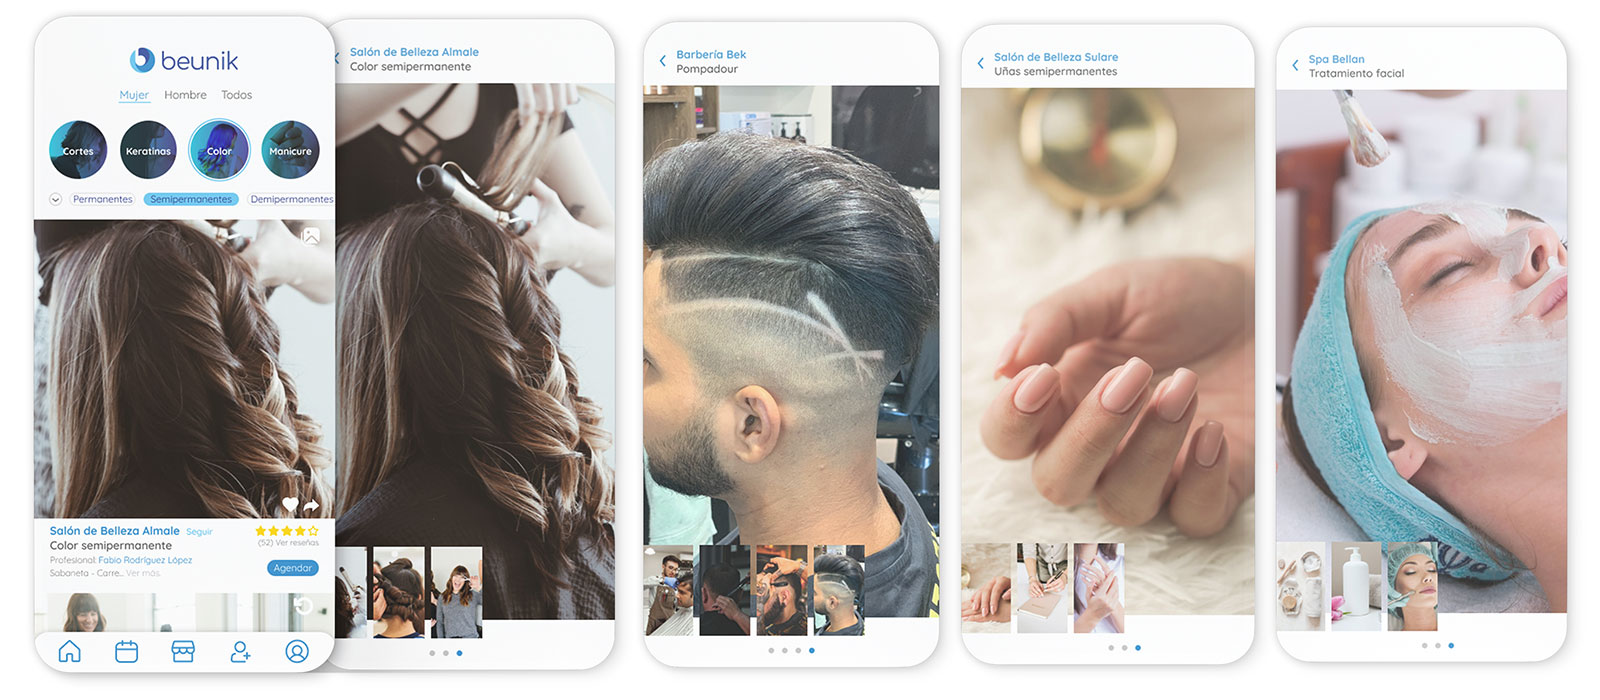 beunik
Mujer Hombre Todos
Cortes Keratinas Color Manicure
Permanentes Semipermanentes Demipermanentes
Salón de Belleza Almale Seguir
(52) Ver reseñas
Color semipermanente
Profesional: Fabio Rodríguez López
Sabaneta - Carre... Ver más.
Agendar
Salón de Belleza Almale
Color semipermanente
Barbería Bek
Pompadour
Salón de Belleza Sulare
Uñas semipermanentes
Spa Bellan
Tratamiento facial